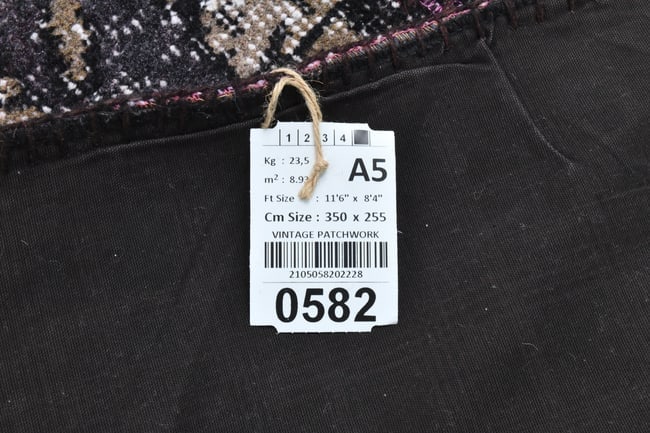 1 2 3 4
Kg : 23,5
A5
m² : 8.93
Ft Size : 11'6" x 8'4"
Cm Size : 350 x 255
VINTAGE PATCHWORK
2105058202228
0582